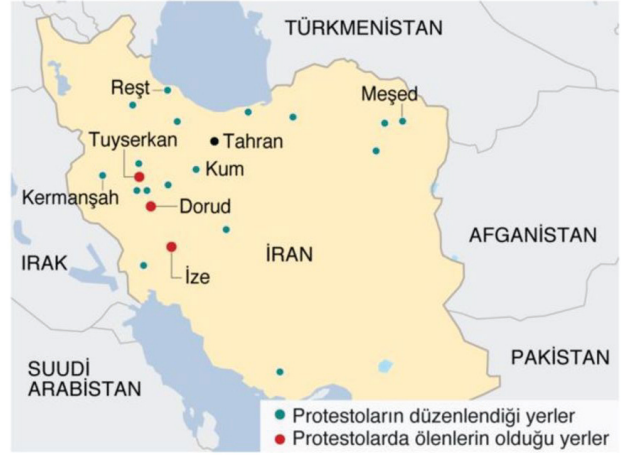 TÜRKMENİSTAN
Reşt
Meşed
Tuyserkan
Tahran
Kum
Kermanşah
Dorud
AFGANİSTAN
İRAN
IRAK
İze
PAKİSTAN
SUUDİ
ARABİSTAN
Protestoların düzenlendiği yerler
Protestolarda ölenlerin olduğu yerler